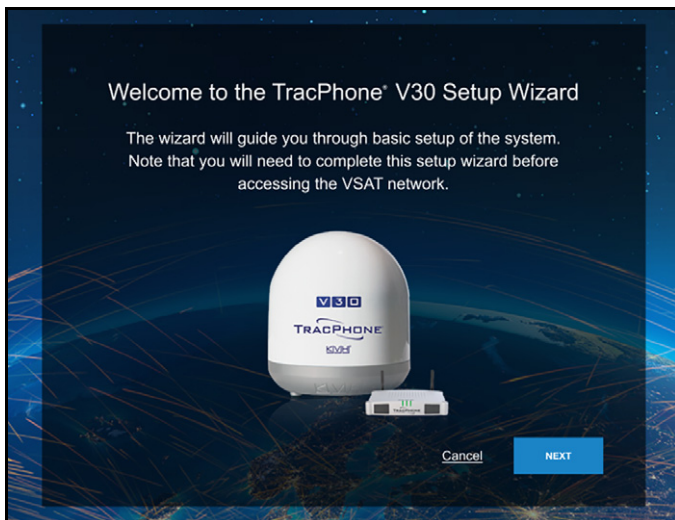 Welcome to the TracPhone® V30 Setup Wizard
The wizard will guide you through basic setup of the system.
Note that you will need to complete this setup wizard before
accessing the VSAT network.
V30
TRACPHONE
KVH
KVH
TRACPHONE
Cancel
NEXT